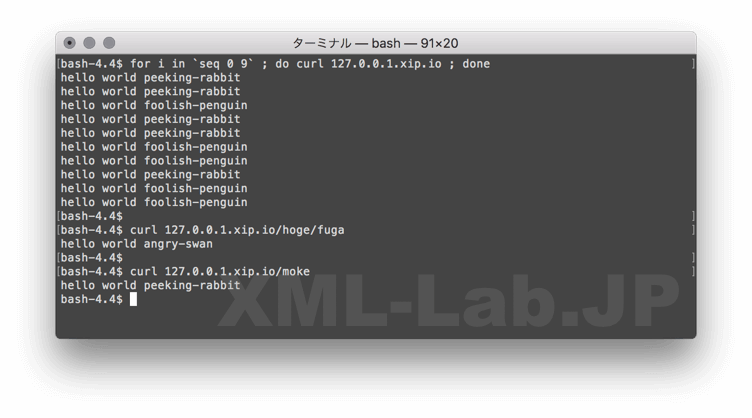 ターミナル — bash — 91×20
[bash-4.4$ for i in `seq 0 9` ; do curl 127.0.0.1.xip.io ; done ]
hello world peeking-rabbit
hello world peeking-rabbit
hello world foolish-penguin
hello world peeking-rabbit
hello world peeking-rabbit
hello world foolish-penguin
hello world foolish-penguin
hello world peeking-rabbit
hello world foolish-penguin
hello world foolish-penguin
[bash-4.4$ ]
[bash-4.4$ curl 127.0.0.1.xip.io/hoge/fuga ]
hello world angry-swan
[bash-4.4$ ]
[bash-4.4$ curl 127.0.0.1.xip.io/moke ]
hello world peeking-rabbit
bash-4.4$
XML-Lab.JP